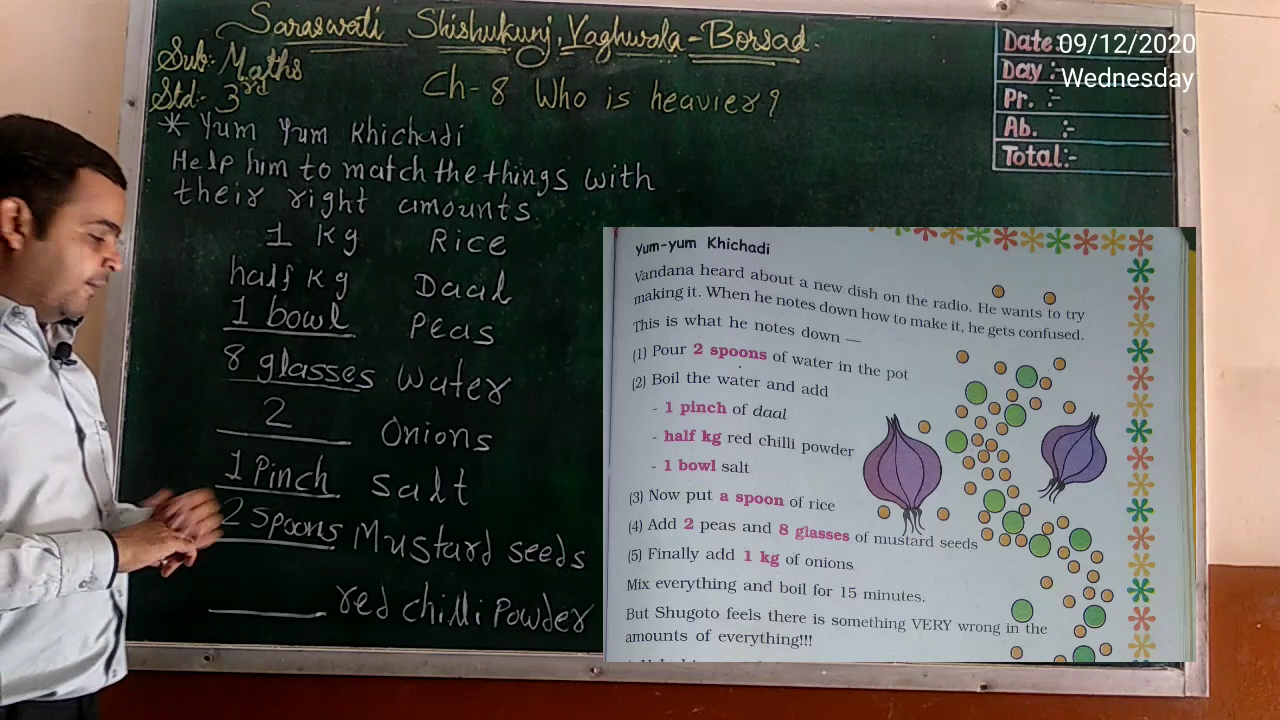 Saraswati Shishukunj, Vaghwala-Borsad.
Sub:- Maths
Std:- 3rd
Ch-8 Who is heavier?
* Yum Yum Khichadi
Help him to match the things with
their right amounts.
1 Kg Rice
half Kg Daal
1 bowl Peas
8 glasses Water
2 Onions
1 Pinch Salt
2 spoons Mustard seeds
_____ red chilli Powder
Date:
09/12/2020
Day :-
Wednesday
Pr. :-
Ab. :-
Total:-
Yum-yum Khichadi
Vandana heard about a new dish on the radio. He wants to try
making it. When he notes down how to make it, he gets confused.
This is what he notes down —
(1) Pour 2 spoons of water in the pot
(2) Boil the water and add
- 1 pinch of daal
- half kg red chilli powder
- 1 bowl salt
(3) Now put a spoon of rice
(4) Add 2 peas and 8 glasses of mustard seeds
(5) Finally add 1 kg of onions
Mix everything and boil for 15 minutes.
But Shugoto feels there is something VERY wrong in the
amounts of everything!!!